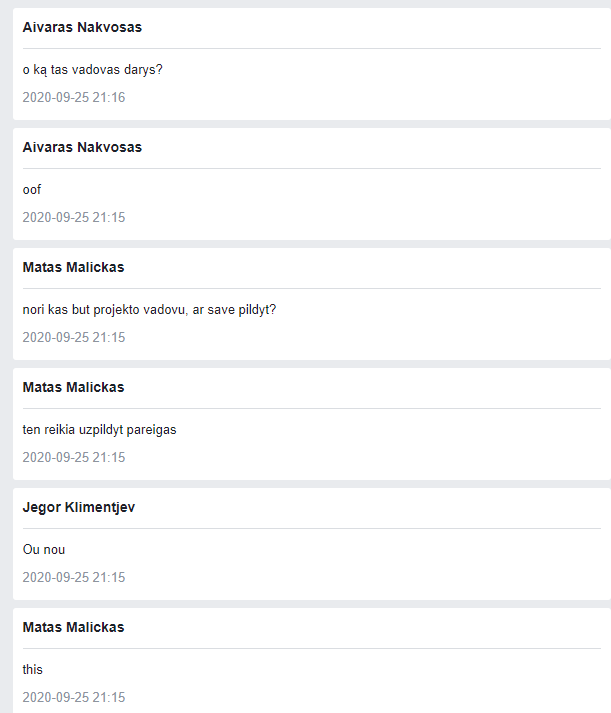 Aivaras Nakvosas
o ką tas vadovas darys?
2020-09-25 21:16
Aivaras Nakvosas
oof
2020-09-25 21:15
Matas Malickas
nori kas but projekto vadovu, ar save pildyt?
2020-09-25 21:15
Matas Malickas
ten reikia uzpildyt pareigas
2020-09-25 21:15
Jegor Klimentjev
Ou nou
2020-09-25 21:15
Matas Malickas
this
2020-09-25 21:15